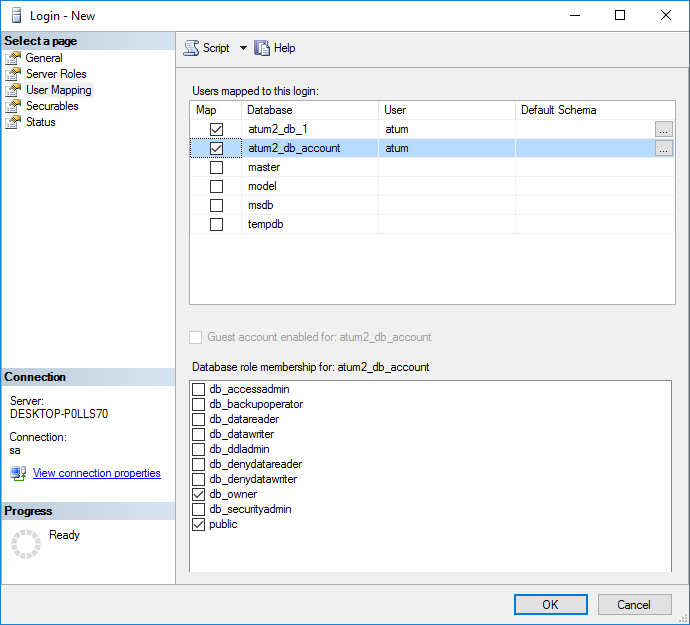 Login - New
Select a page
General
Server Roles
User Mapping
Securables
Status
Script Help
Users mapped to this login:
Map Database User Default Schema
atum2_db_1 atum ...
atum2_db_account atum ...
master
model
msdb
tempdb
Guest account enabled for: atum2_db_account
Database role membership for: atum2_db_account
db_accessadmin
db_backupoperator
db_datareader
db_datawriter
db_ddladmin
db_denydatareader
db_denydatawriter
db_owner
db_securityadmin
public
Connection
Server:
DESKTOP-P0LLS70
Connection:
sa
View connection properties
Progress
Ready
OK Cancel